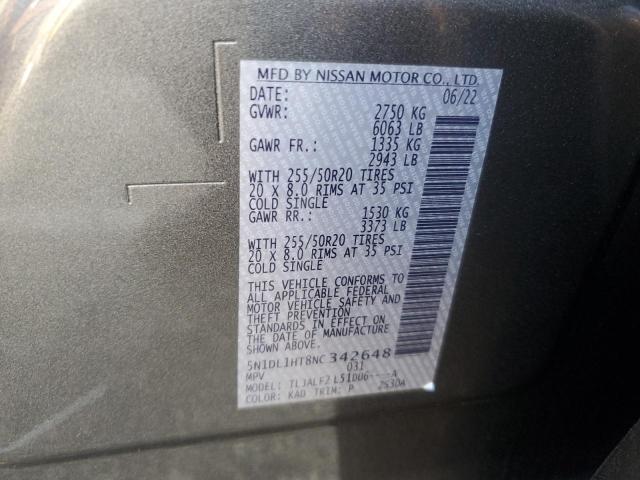 MFD BY NISSAN MOTOR CO., LTD.
DATE: 06/22
GVWR: 2750 KG
6063 LB
GAWR FR.: 1335 KG
2943 LB
WITH 255/50R20 TIRES
20 X 8.0 RIMS AT 35 PSI
COLD SINGLE
GAWR RR.: 1530 KG
3373 LB
WITH 255/50R20 TIRES
20 X 8.0 RIMS AT 35 PSI
COLD SINGLE
THIS VEHICLE CONFORMS TO
ALL APPLICABLE FEDERAL
MOTOR VEHICLE SAFETY AND
THEFT PREVENTION
STANDARDS IN EFFECT ON
THE DATE OF MANUFACTURE
SHOWN ABOVE.
5N1DL1HT8NC342648
MPV 031
MODEL: A
COLOR: KAD TRIM: P 2530A